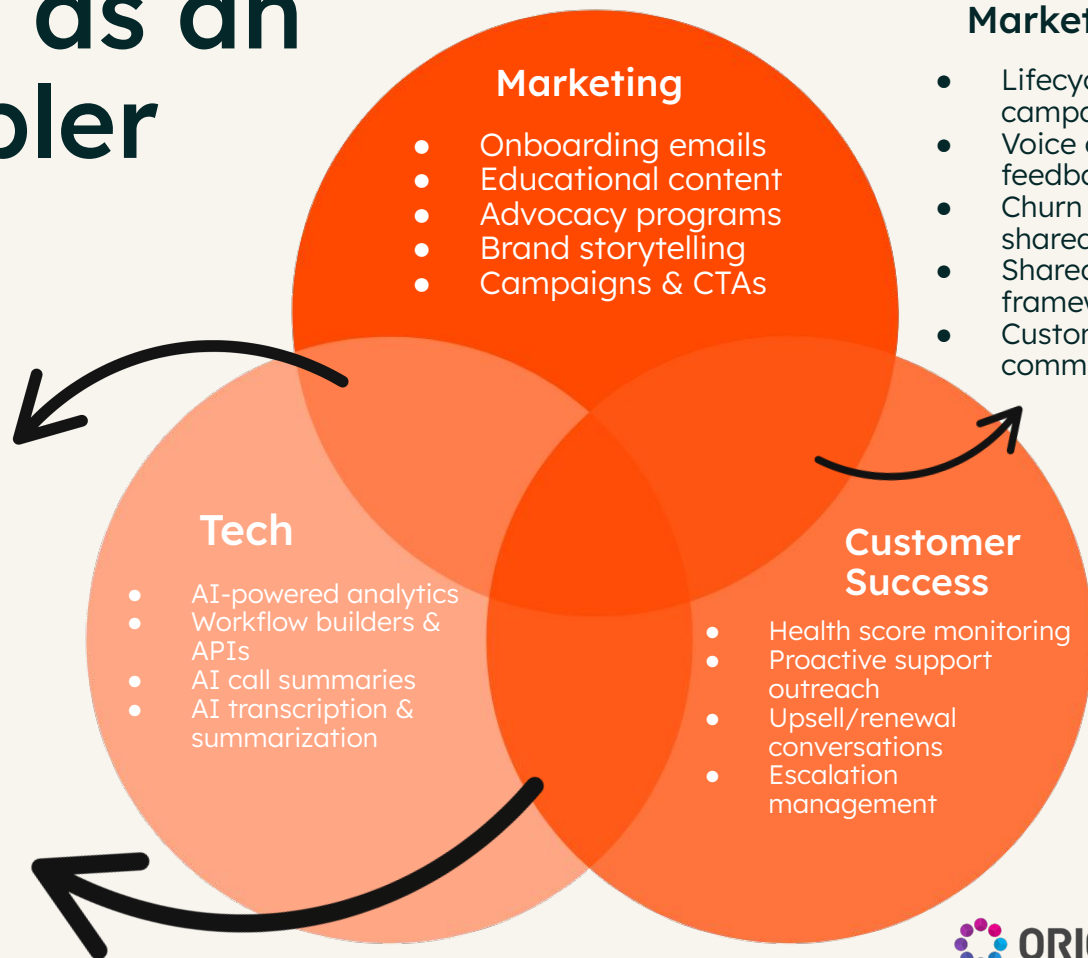 as an
Marketing
● Onboarding emails
● Educational content
● Advocacy programs
● Brand storytelling
● Campaigns & CTAs
Voice
Churn
Tech
● AI-powered analytics
● Workflow builders &
APIs
● AI call summaries
● AI transcription &
summarization
Customer
Success
● Health score monitoring
● Proactive support
outreach
● Upsell/renewal
conversations
● Escalation
management